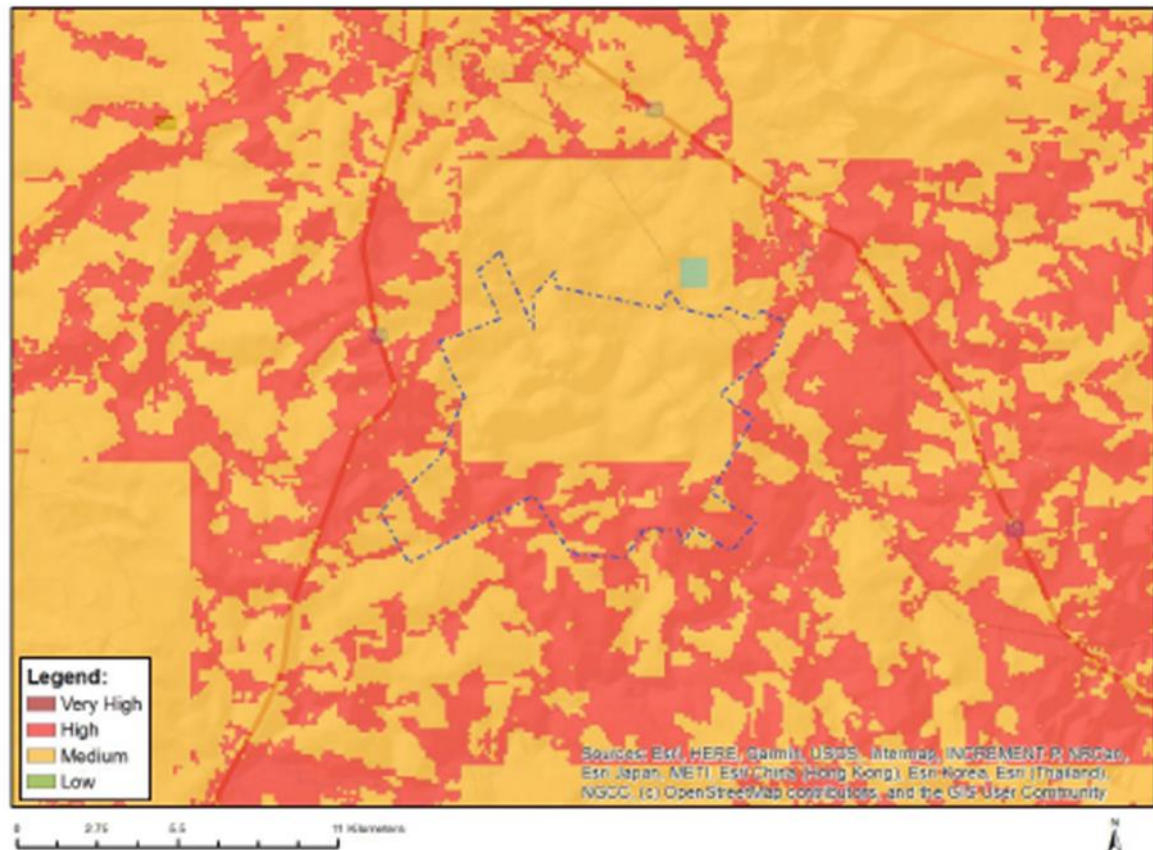 Legend:
Very High
High
Medium
Low
Sources: Esri, HERE, Garmin, USGS, Intermap, INCREMENT P, NRCan,
Esri Japan, METI, Esri China (Hong Kong), Esri Korea, Esri (Thailand),
NGCC, (c) OpenStreetMap contributors, and the GIS User Community
0 2.75 5.5 11 Kilometers
N